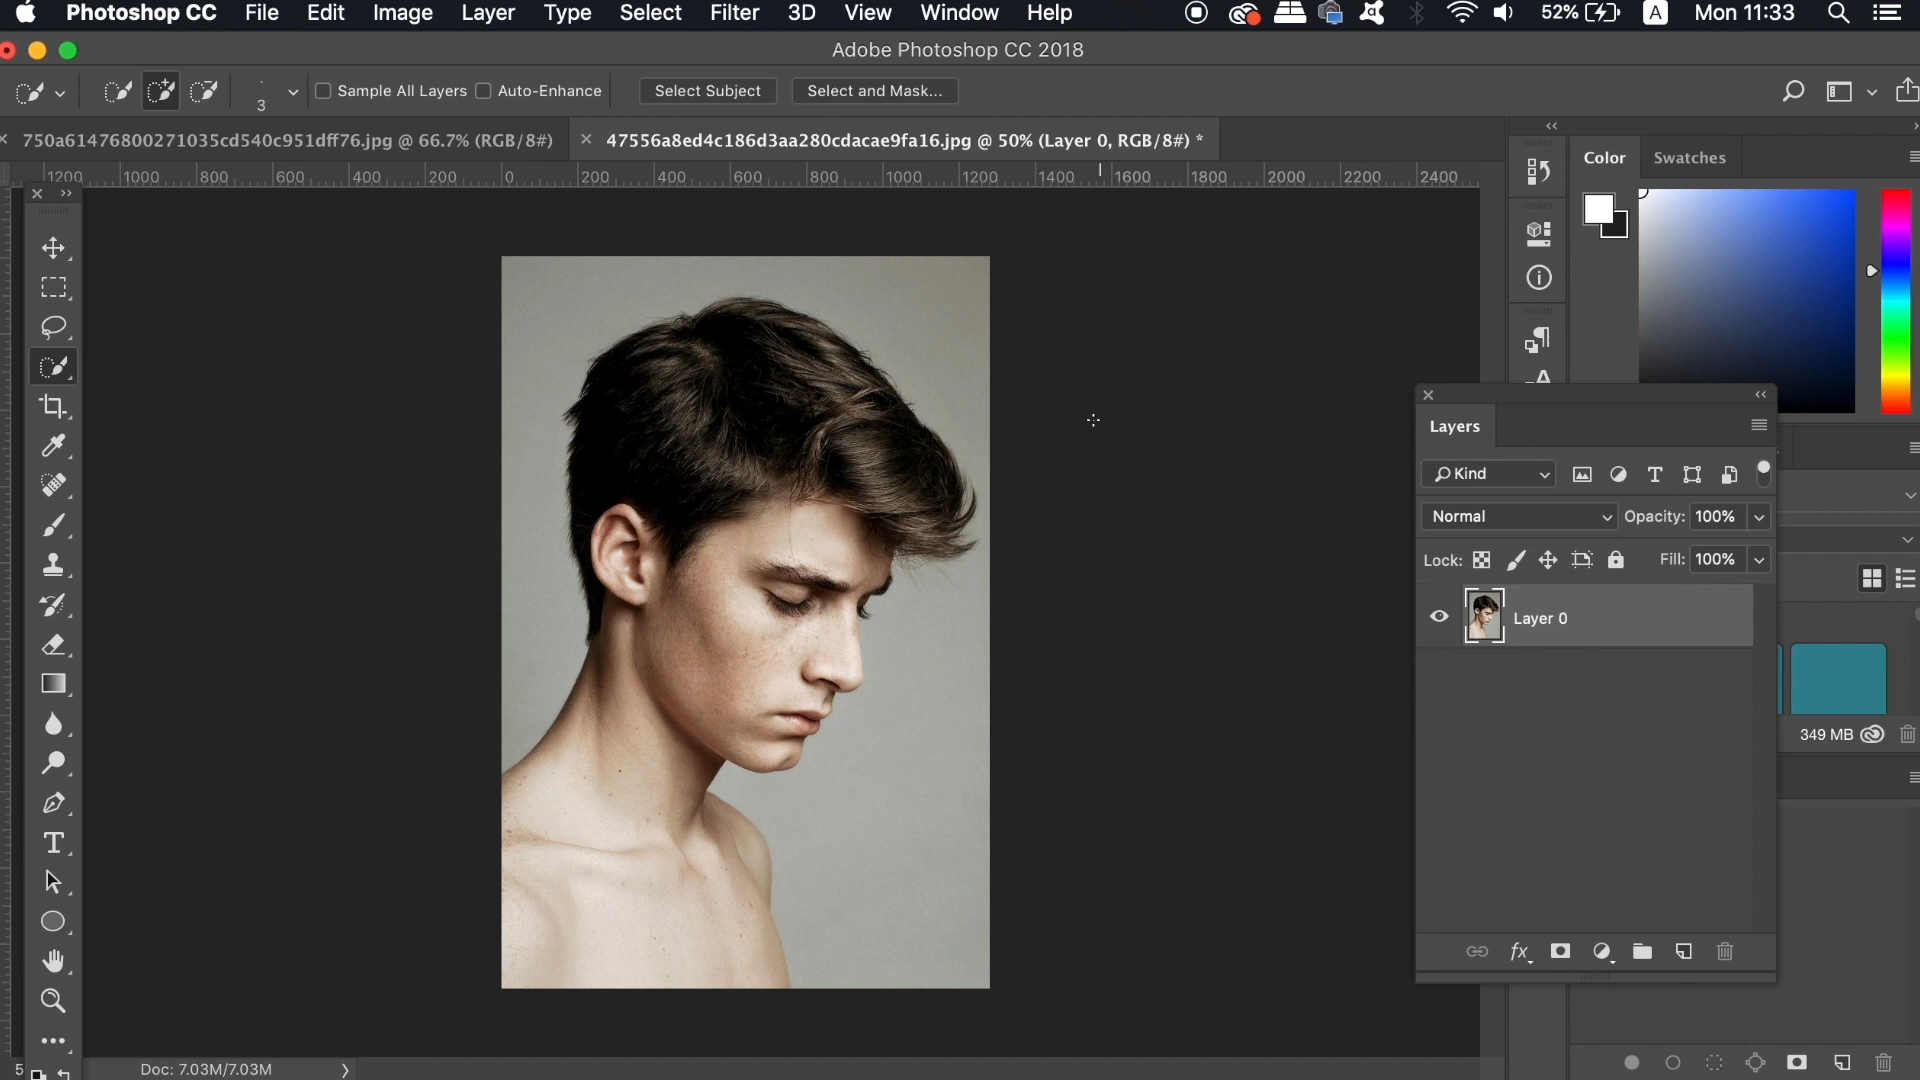 Photoshop CC File Edit Image Layer Type Select Filter 3D View Window Help 52% A Mon 11:33
Adobe Photoshop CC 2018
3 Sample All Layers Auto-Enhance Select Subject Select and Mask...
750a61476800271035cd540c951dff76.jpg @ 66.7% (RGB/8#) 47556a8ed4c186d3aa280cdacae9fa16.jpg @ 50% (Layer 0, RGB/8#) *
1200 1000 800 600 400 200 0 200 400 600 800 1000 1200 1400 1600 1800 2000 2200 2400
Color Swatches
Layers
Kind
Normal Opacity: 100%
Lock: Fill: 100%
Layer 0
349 MB
Doc: 7.03M/7.03M